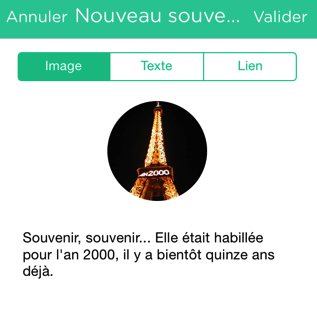 Annuler Nouveau souve... Valider
Image Texte Lien
an2000
Souvenir, souvenir... Elle était habillée
pour l'an 2000, il y a bientôt quinze ans
déjà.